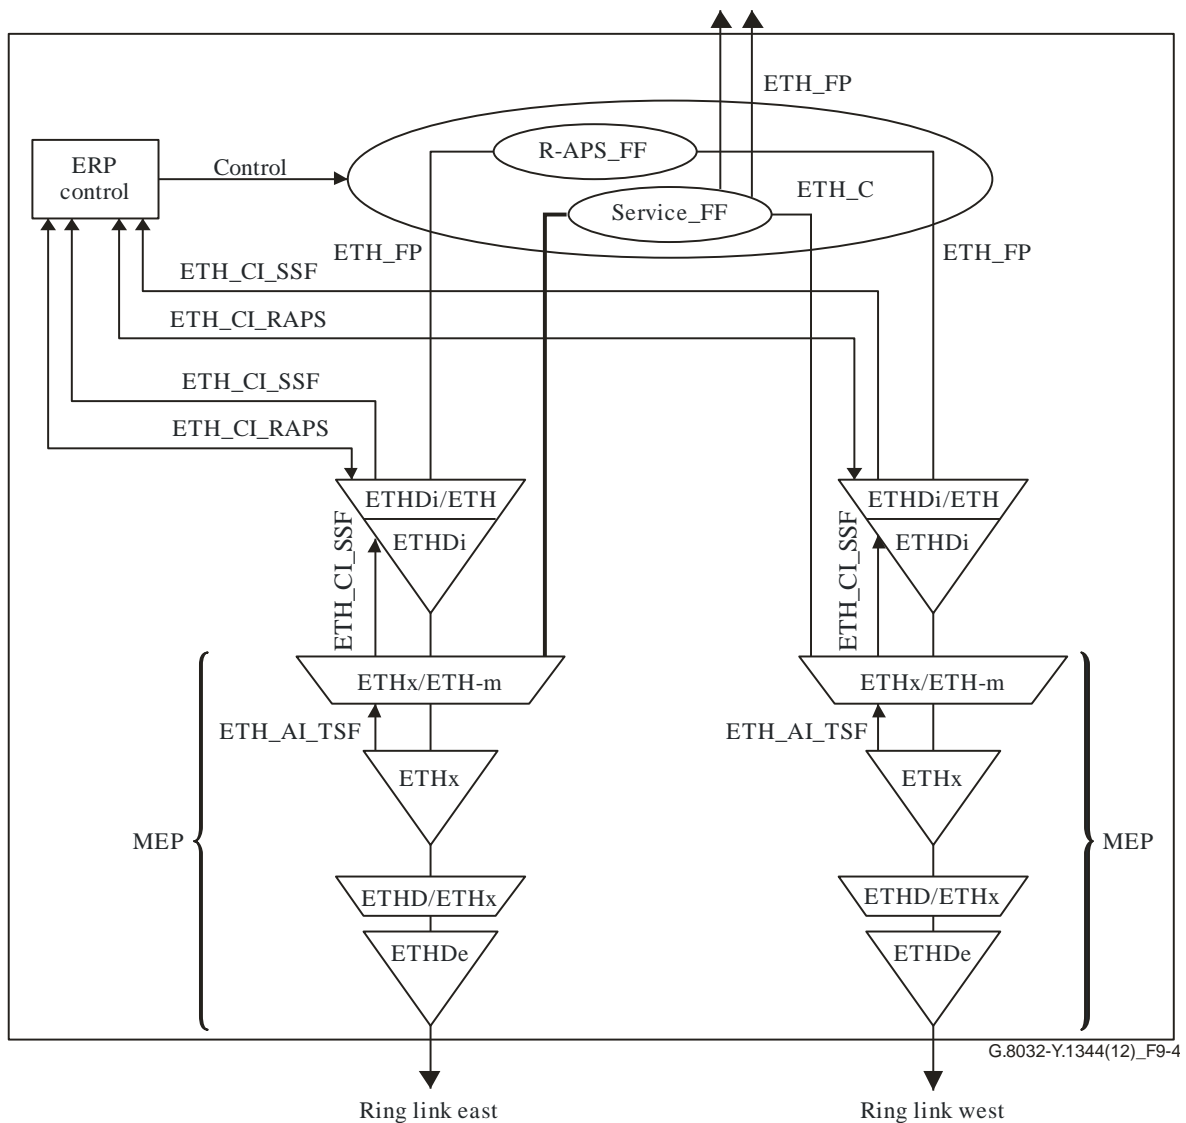 ETH_FP
ERP
control
Control
R-APS_FF
Service_FF
ETH_C
ETH_FP
ETH_FP
ETH_CI_SSF
ETH_CI_RAPS
ETH_CI_SSF
ETH_CI_RAPS
ETHDi/ETH
ETHDi
ETHDi/ETH
ETHDi
ETH_CI_SSF
ETH_CI_SSF
ETHx/ETH-m
ETHx/ETH-m
ETH_AI_TSF
ETH_AI_TSF
ETHx
ETHx
MEP
MEP
ETHD/ETHx
ETHD/ETHx
ETHDe
ETHDe
G.8032-Y.1344(12)_F9-4
Ring link east
Ring link west